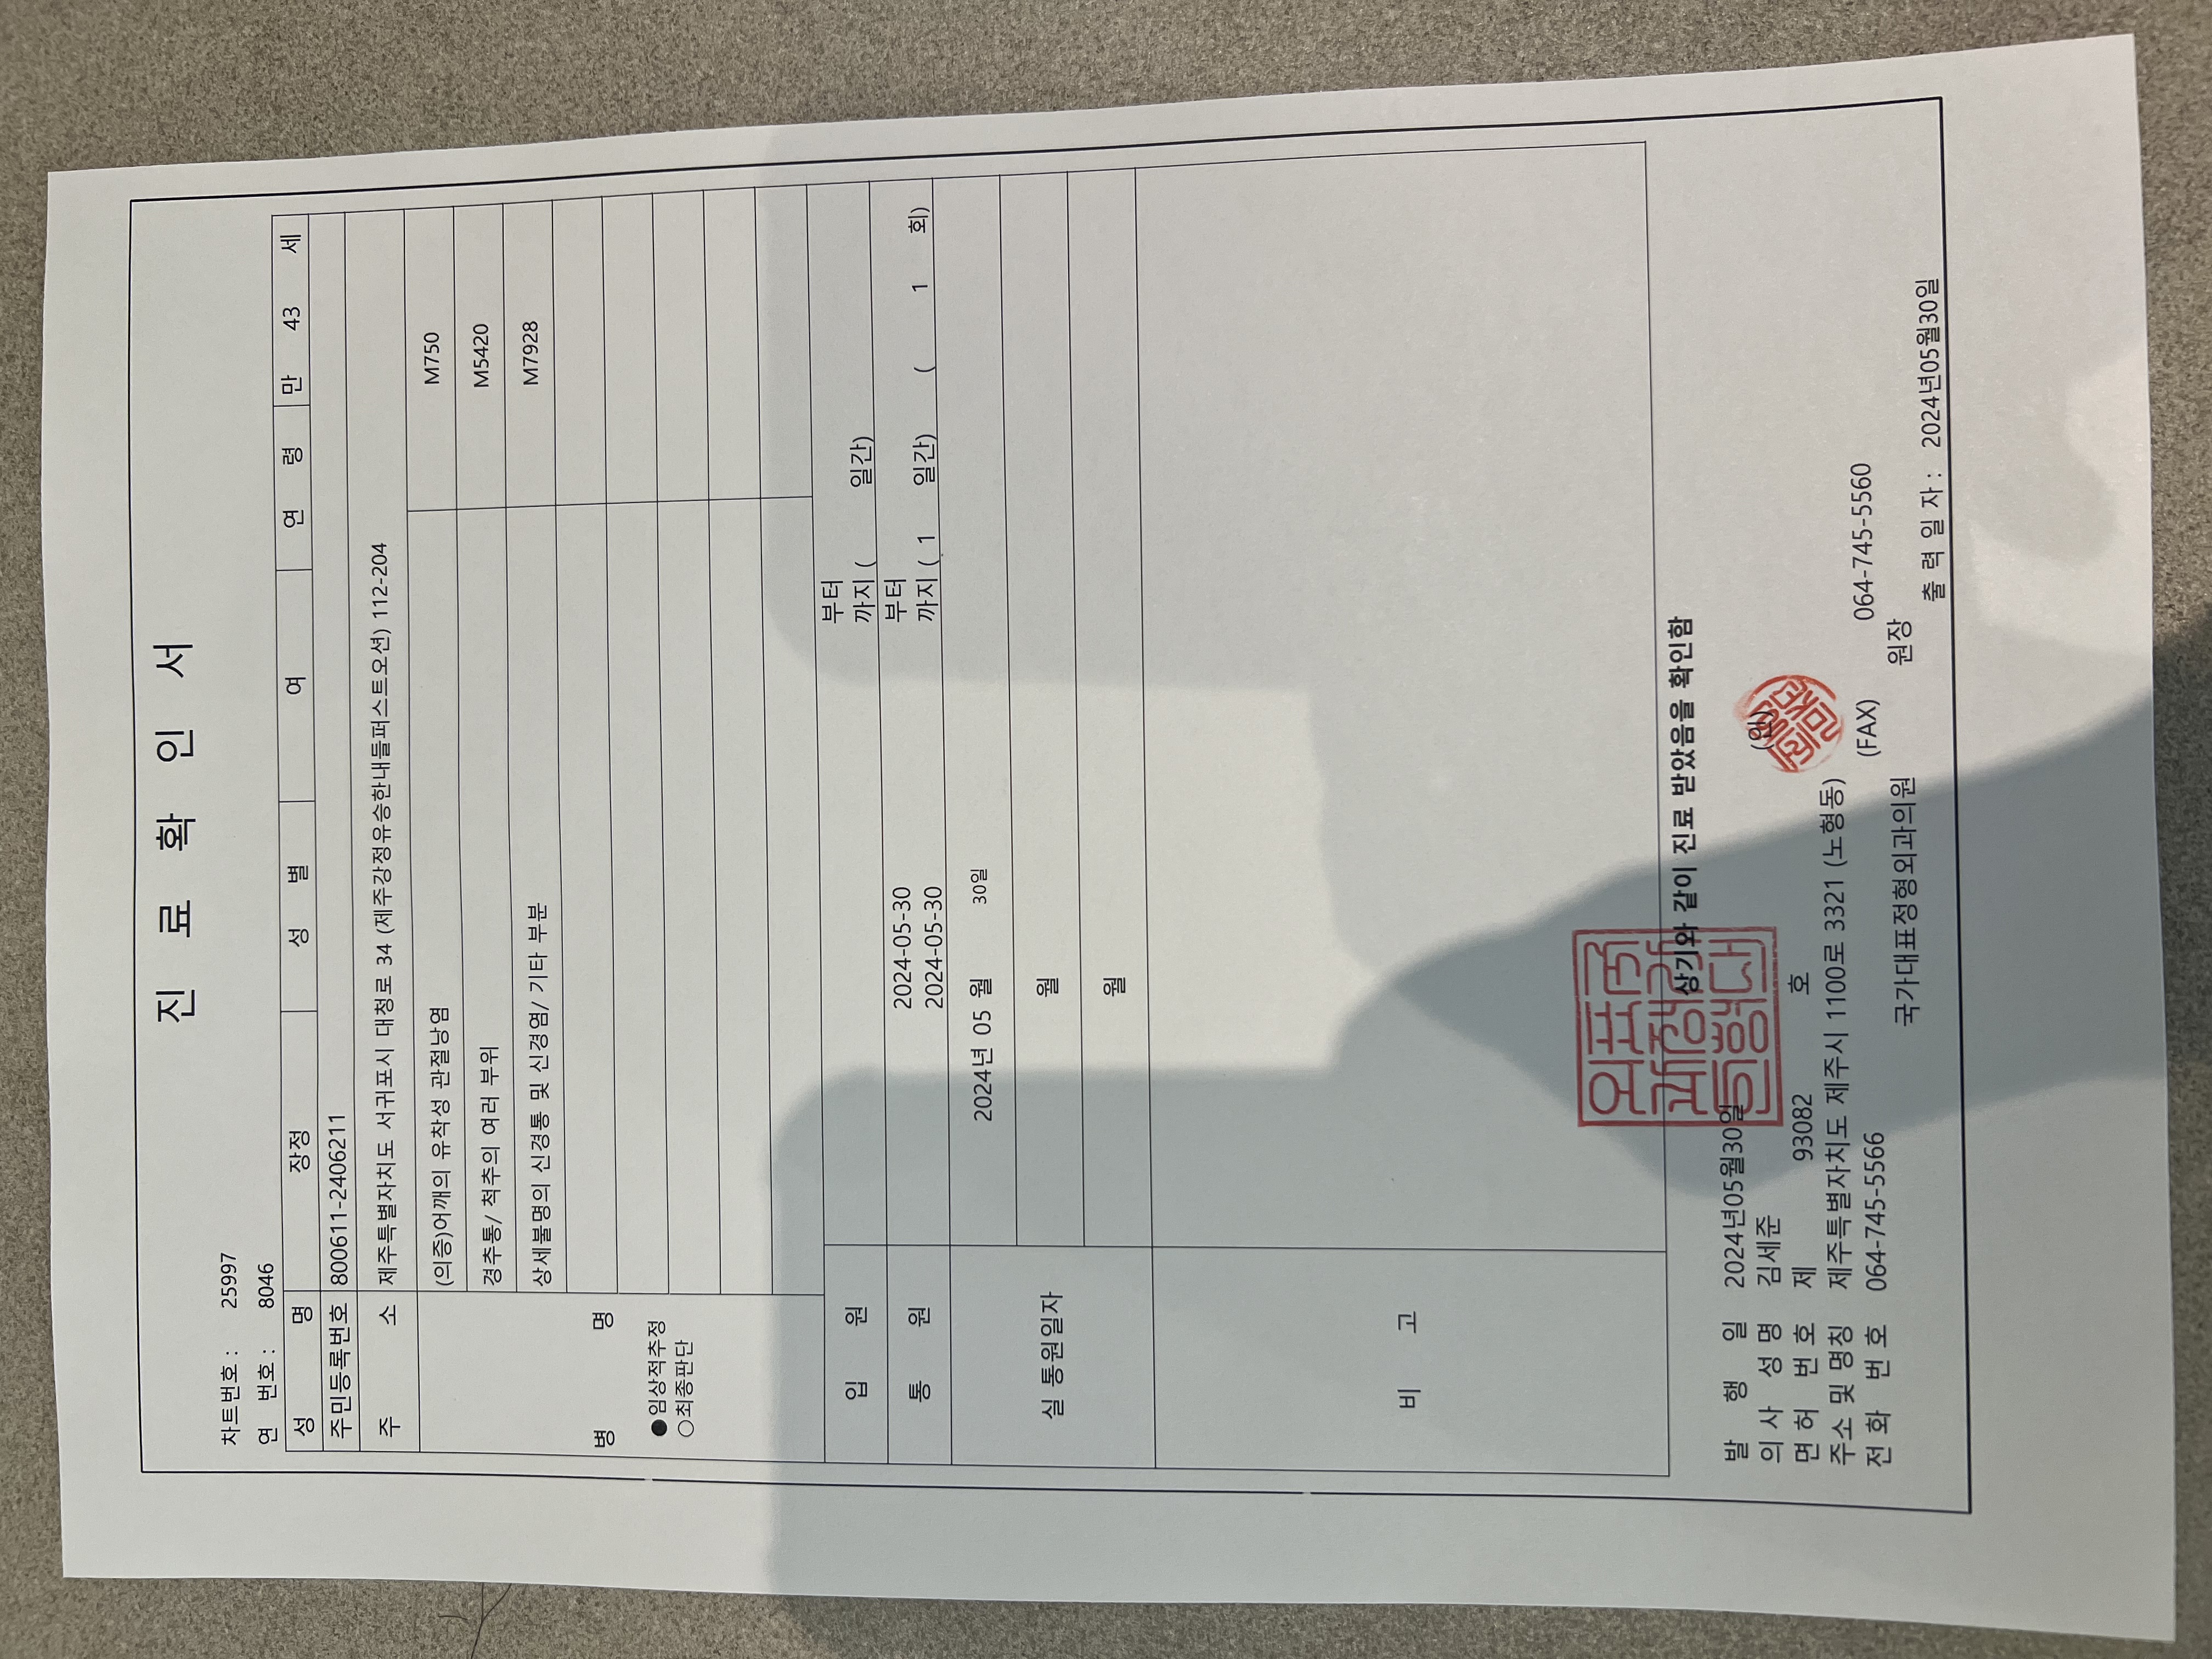 진 료 확 인 서
차트번호 : 25997
연 번호 : 8046
성 명 장정 성 별 여 연 령 만 43 세
주민등록번호 800611-2406211
주 소 제주특별자치도 서귀포시 대청로 34 (제주강정유승한내들퍼스트오션) 112-204
병 명
●임상적추정
○최종판단
(의증)어깨의 유착성 관절낭염 M750
경추통/ 척추의 여러 부위 M5420
상세불명의 신경통 및 신경염/ 기타 부분 M7928
입 원 부터
까지 ( 일간)
통 원 2024-05-30 부터
2024-05-30 까지 ( 1 일간) ( 1 회)
실 통원일자 2024년 05 월 30일
월
월
비 고
상기와 같이 진료 받았음을 확인함
발 행 일 2024년05월30일
의 사 성 명 김세준 (인)
면 허 번 호 제 93082 호
주소 및 명칭 제주특별자치도 제주시 1100로 3321 (노형동)
전 화 번 호 064-745-5566 (FAX) 064-745-5560
국가대표정형외과의원 원장
출 력 일 자 : 2024년05월30일